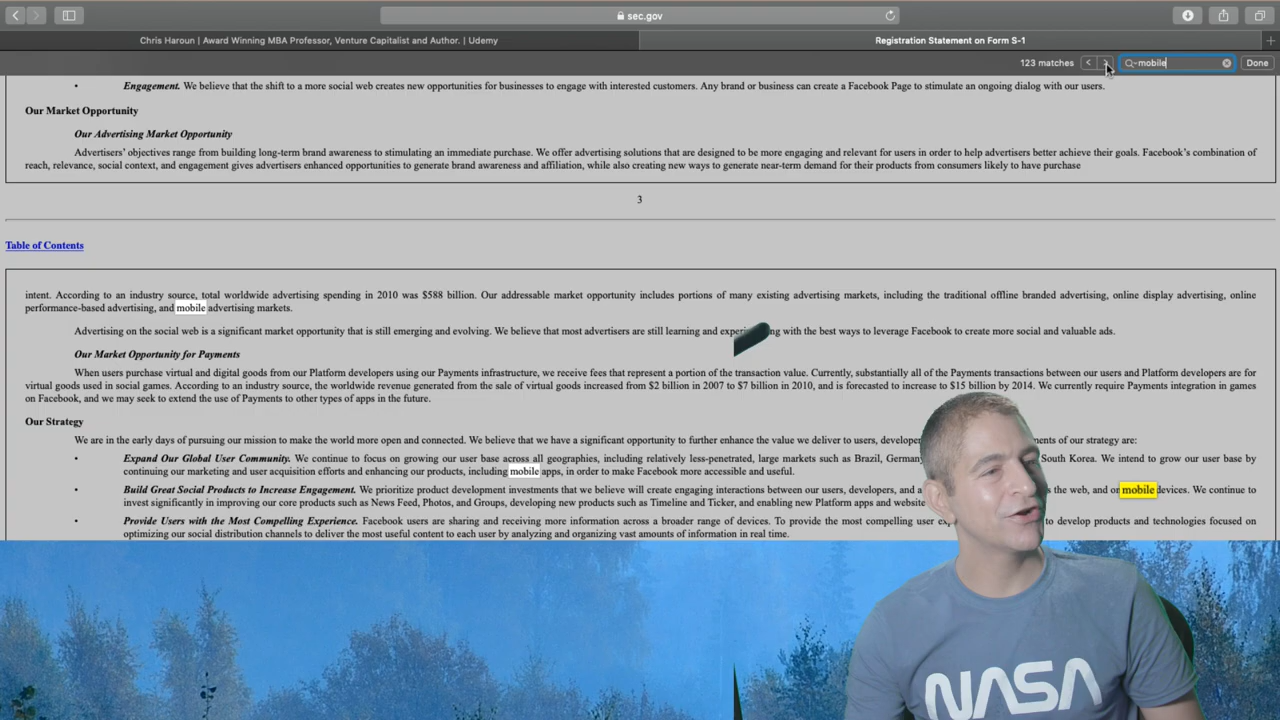 sec.gov
Chris Haroun | Award Winning MBA Professor, Venture Capitalist and Author. | Udemy
Registration Statement on Form S-1
123 matches
mobile
Done
• Engagement. We believe that the shift to a more social web creates new opportunities for businesses to engage with interested customers. Any brand or business can create a Facebook Page to stimulate an ongoing dialog with our users.
Our Market Opportunity
Our Advertising Market Opportunity
Advertisers' objectives range from building long-term brand awareness to stimulating an immediate purchase. We offer advertising solutions that are designed to be more engaging and relevant for users in order to help advertisers better achieve their goals. Facebook's combination of
reach, relevance, social context, and engagement gives advertisers enhanced opportunities to generate brand awareness and affiliation, while also creating new ways to generate near-term demand for their products from consumers likely to have purchase
3
Table of Contents
intent. According to an industry source, total worldwide advertising spending in 2010 was $588 billion. Our addressable market opportunity includes portions of many existing advertising markets, including the traditional offline branded advertising, online display advertising, online
performance-based advertising, and mobile advertising markets.
Advertising on the social web is a significant market opportunity that is still emerging and evolving. We believe that most advertisers are still learning and with the best ways to leverage Facebook to create more social and valuable ads.
Our Market Opportunity for Payments
When users purchase virtual and digital goods from our Platform developers using our Payments infrastructure, we receive fees that represent a portion of the transaction value. Currently, substantially all of the Payments transactions between our users and Platform developers are for
virtual goods used in social games. According to an industry source, the worldwide revenue generated from the sale of virtual goods increased from $2 billion in 2007 to $7 billion in 2010, and is forecasted to increase to $15 billion by 2014. We currently require Payments integration in games
on Facebook, and we may seek to extend the use of Payments to other types of apps in the future.
Our Strategy
We are in the early days of pursuing our mission to make the world more open and connected. We believe that we have a significant opportunity to further enhance the value we deliver to users, of our strategy are:
• Expand Our Global User Community. We continue to focus on growing our user base across all geographies, including relatively less-penetrated, large markets such as Brazil, South Korea. We intend to grow our user base by
continuing our marketing and user acquisition efforts and enhancing our products, including mobile apps, in order to make Facebook more accessible and useful.
• Build Great Social Products to Increase Engagement. We prioritize product development investments that we believe will create engaging interactions between our users, developers, and the web, and on mobile devices. We continue to
invest significantly in improving our core products such as News Feed, Photos, and Groups, developing new products such as Timeline and Ticker, and enabling new Platform apps and
• Provide Users with the Most Compelling Experience. Facebook users are sharing and receiving more information across a broader range of devices. To provide the most compelling user to develop products and technologies focused on
optimizing our social distribution channels to deliver the most useful content to each user by analyzing and organizing vast amounts of information in real time.
NASA